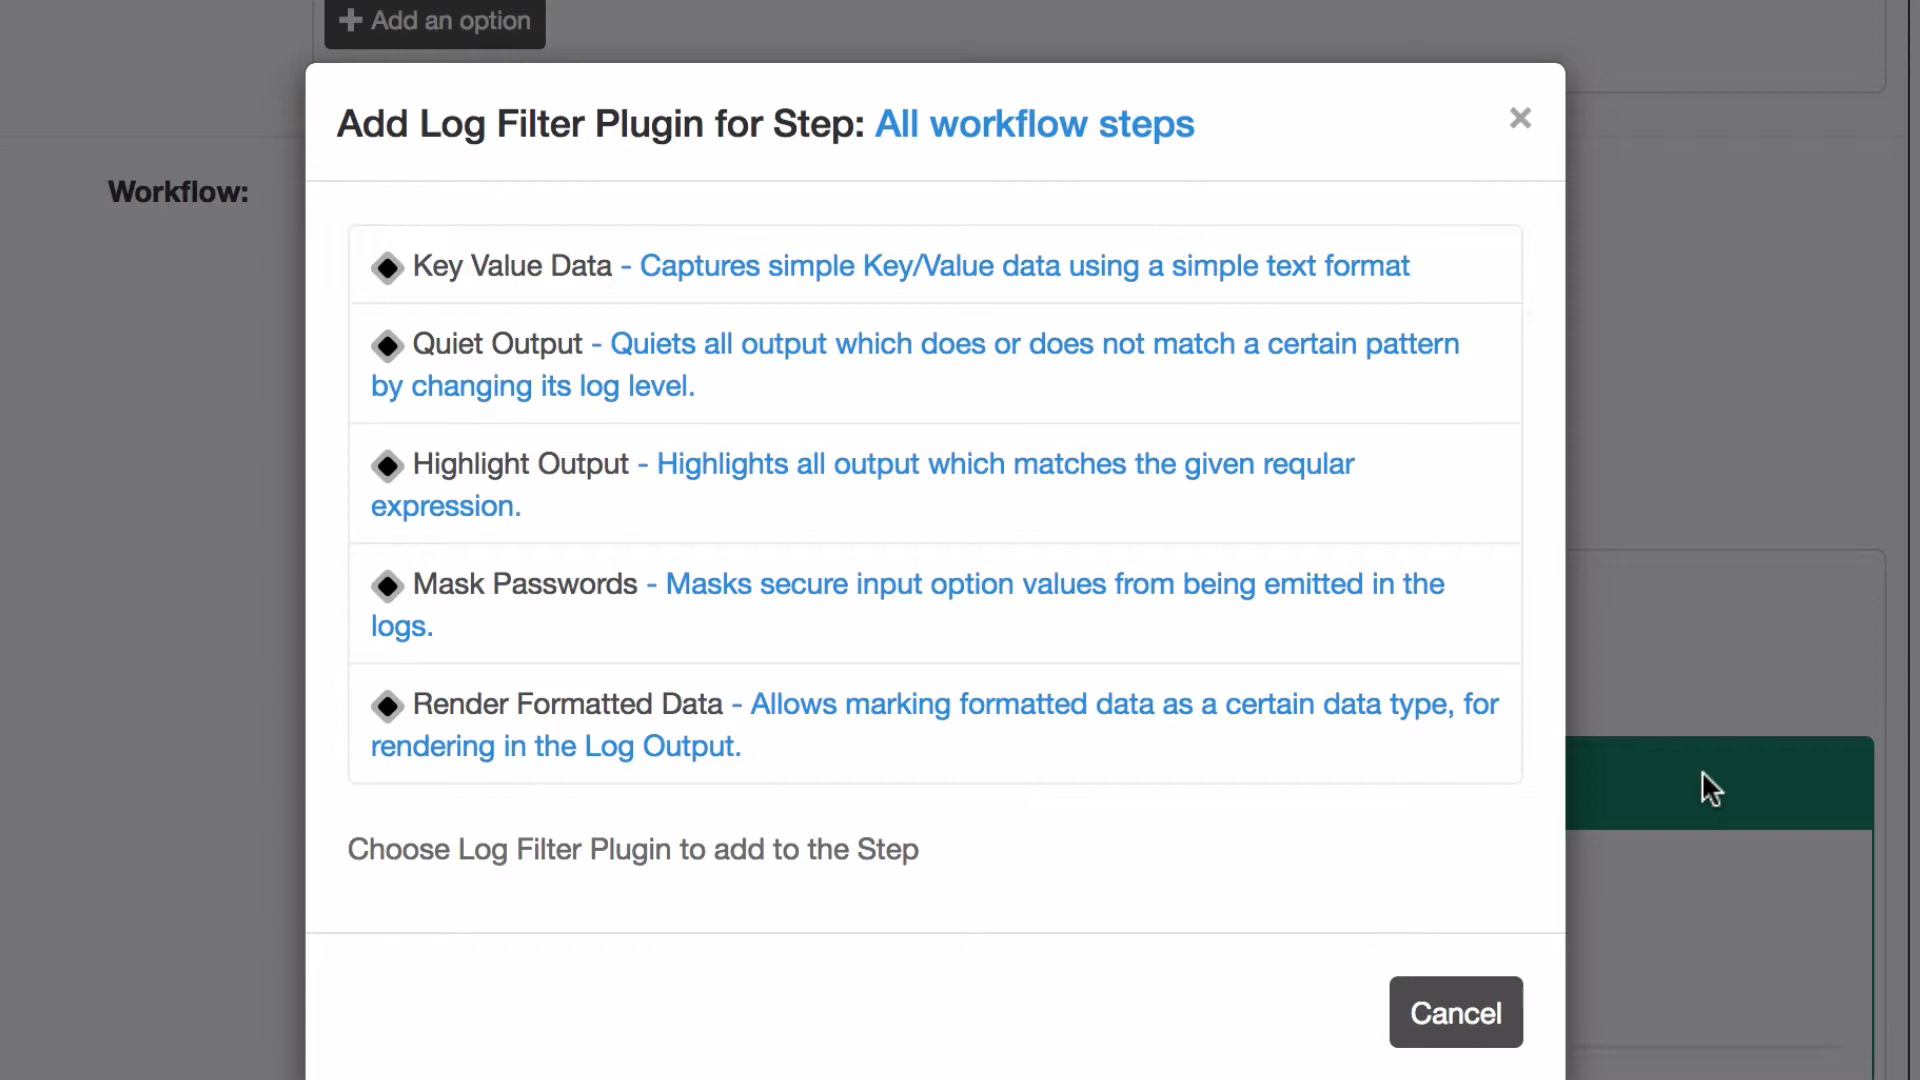 Add an option
Add Log Filter Plugin for Step: All workflow steps
Workflow:
Key Value Data - Captures simple Key/Value data using a simple text format
Quiet Output - Quiets all output which does or does not match a certain pattern
by changing its log level.
Highlight Output - Highlights all output which matches the given reqular
expression.
Mask Passwords - Masks secure input option values from being emitted in the
logs.
Render Formatted Data - Allows marking formatted data as a certain data type, for
rendering in the Log Output.
Choose Log Filter Plugin to add to the Step
Cancel